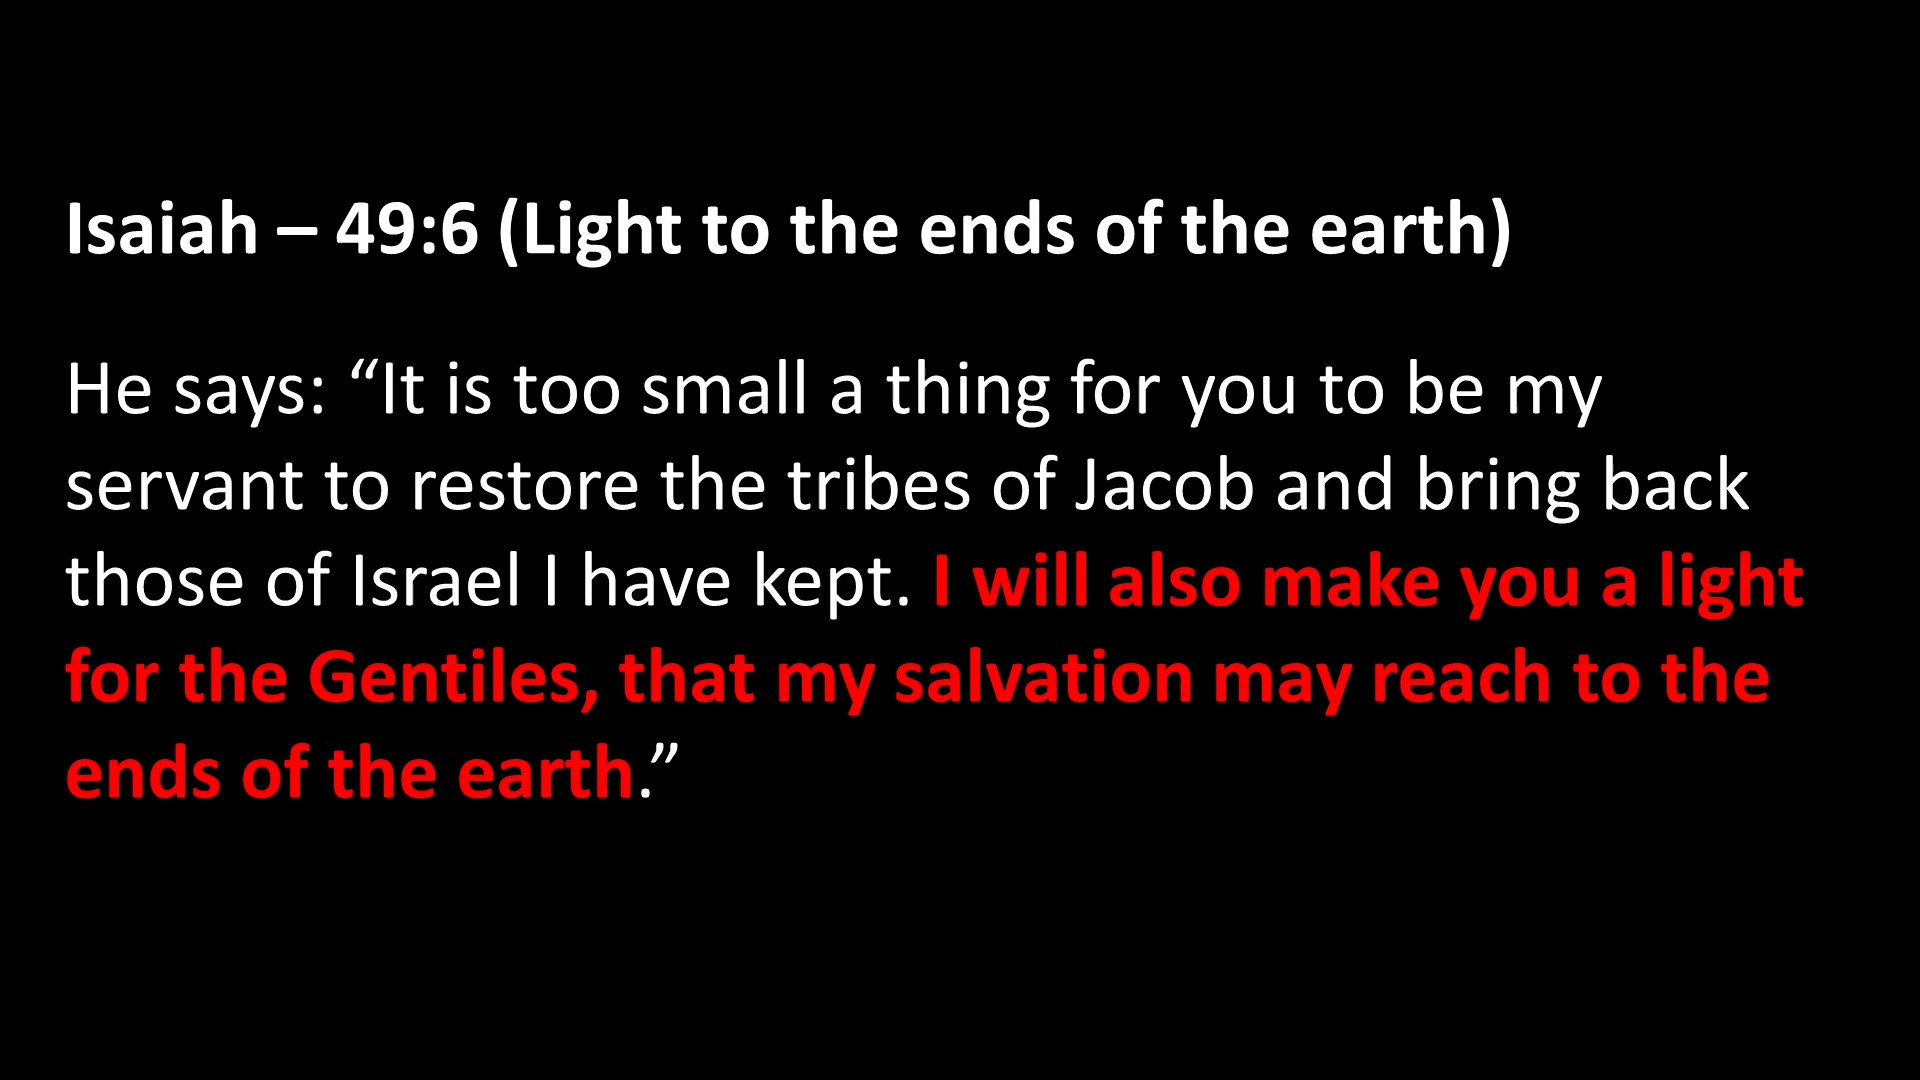 Isaiah – 49:6 (Light to the ends of the earth)
He says: “It is too small a thing for you to be my
servant to restore the tribes of Jacob and bring back
those of Israel I have kept. I will also make you a light
for the Gentiles, that my salvation may reach to the
ends of the earth.”